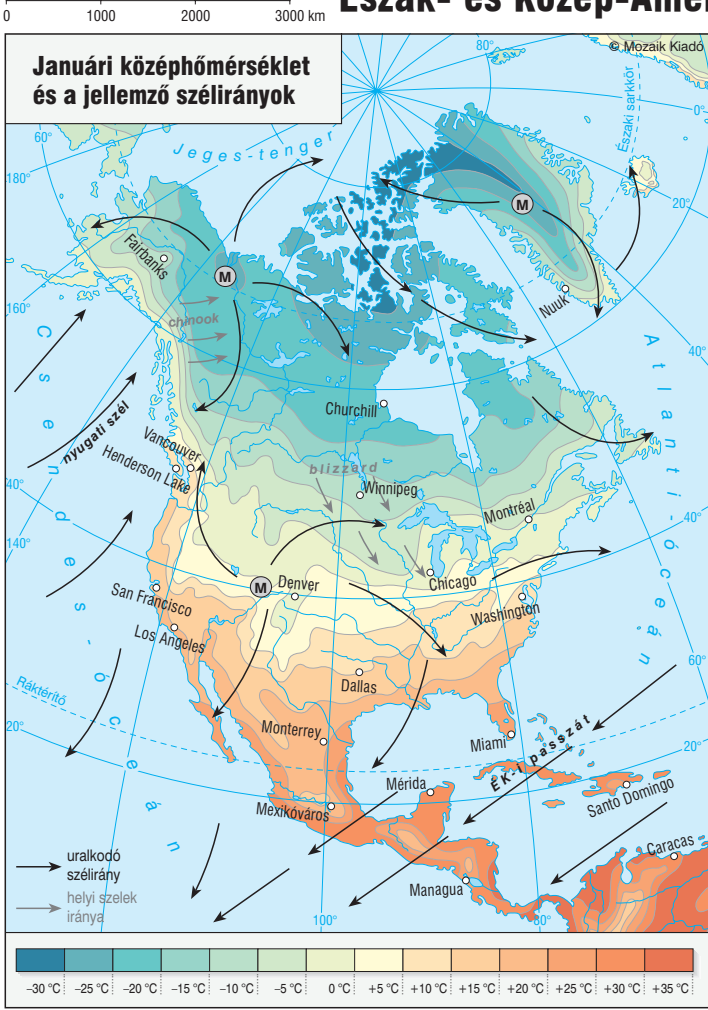 0 1000 2000 3000 km
Észak- és Közép-Amer
Januári középhőmérséklet
és a jellemző szélirányok
© Mozaik Kiadó
80°
0°
Északi sarkkör
20°
60°
Jeges-tenger
180°
M
Fairbanks
M
Nuuk
160°
chinook
40°
Csendes-óceán
Atlanti-óceán
Churchill
nyugati szél
Vancouver
Henderson Lake
blizzard
Winnipeg
Montréal
40°
40°
140°
M
Denver
Chicago
San Francisco
Washington
Los Angeles
60°
Ráktérítő
Dallas
20°
Monterrey
Miami
ÉK-i passzát
20°
Mérida
Santo Domingo
Mexikóváros
Caracas
uralkodó
szélirány
helyi szelek
iránya
Managua
100°
80°
−30 °C −25 °C −20 °C −15 °C −10 °C −5 °C 0 °C +5 °C +10 °C +15 °C +20 °C +25 °C +30 °C +35 °C